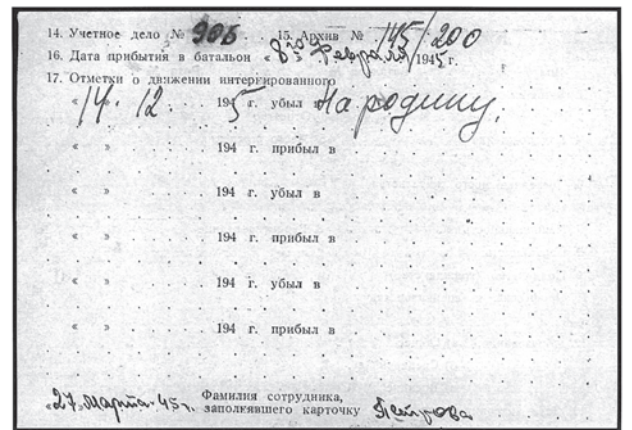 14. Учетное дело № 906. 15. Архив № 145/200
16. Дата прибытия в батальон «8го» Февраля 1945 г.
17. Отметки о движении интернированного
«14» 12. 1945 г. убыл На родину.
« » 194 г. прибыл в
« » 194 г. убыл в
« » 194 г. прибыл в
« » 194 г. убыл в
« » 194 г. прибыл в
«27» Марта 45 г. Фамилия сотрудника,
заполнявшего карточку Петрова